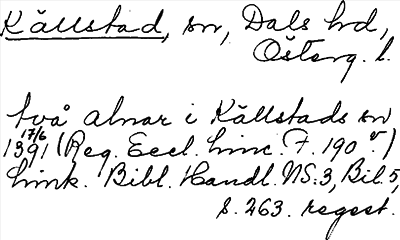 Källstad, sn, Dals hd,
Österg. l.
två alnar i Källstads sn
17/6
1391 (Reg. Eccl. Linc. F. 190 v.)
Link. Bibl. Handl. NS:3, Bil. 5,
s. 263. regest.